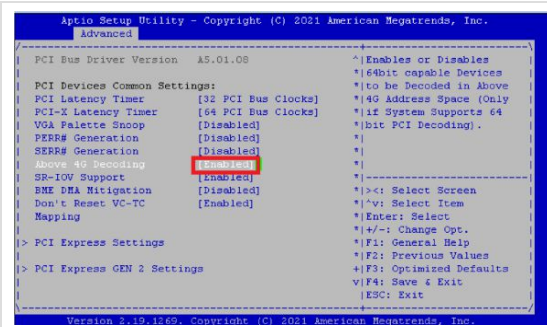 Aptio Setup Utility - Copyright (C) 2021 American Megatrends, Inc.
Advanced
PCI Bus Driver Version A5.01.08
PCI Devices Common Settings:
PCI Latency Timer [32 PCI Bus Clocks]
PCI-X Latency Timer [64 PCI Bus Clocks]
VGA Palette Snoop [Disabled]
PERR# Generation [Disabled]
SERR# Generation [Disabled]
Above 4G Decoding [Enabled]
SR-IOV Support [Enabled]
BME DMA Mitigation [Disabled]
Don't Reset VC-TC [Enabled]
Mapping
> PCI Express Settings
> PCI Express GEN 2 Settings
Enables or Disables
64bit capable Devices
to be Decoded in Above
4G Address Space (Only
if System Supports 64
bit PCI Decoding).
><: Select Screen
^v: Select Item
Enter: Select
+/-: Change Opt.
F1: General Help
F2: Previous Values
F3: Optimized Defaults
F4: Save & Exit
ESC: Exit
Version 2.19.1269. Copyright (C) 2021 American Megatrends, Inc.